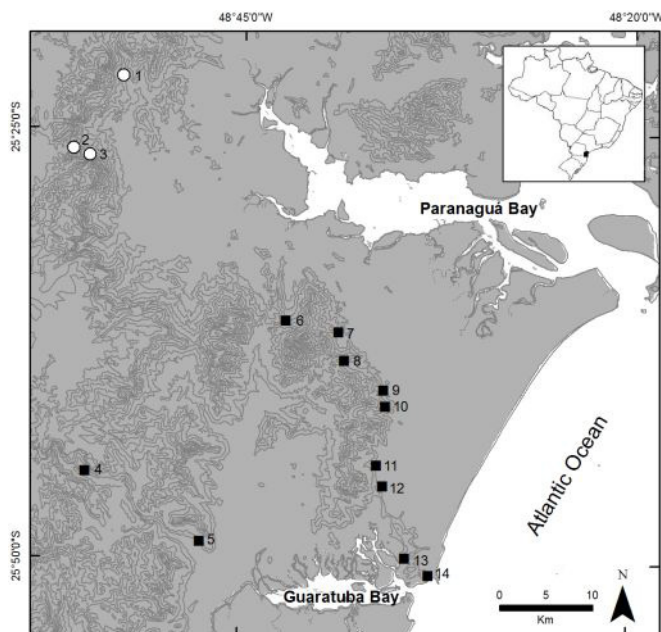 48°45'0"W
48°20'0"W
25°25'0"S
25°50'0"S
1
2
3
Paranaguá Bay
6
7
8
9
10
4
11
12
5
13
14
Atlantic Ocean
Guaratuba Bay
N
0 5 10
Km